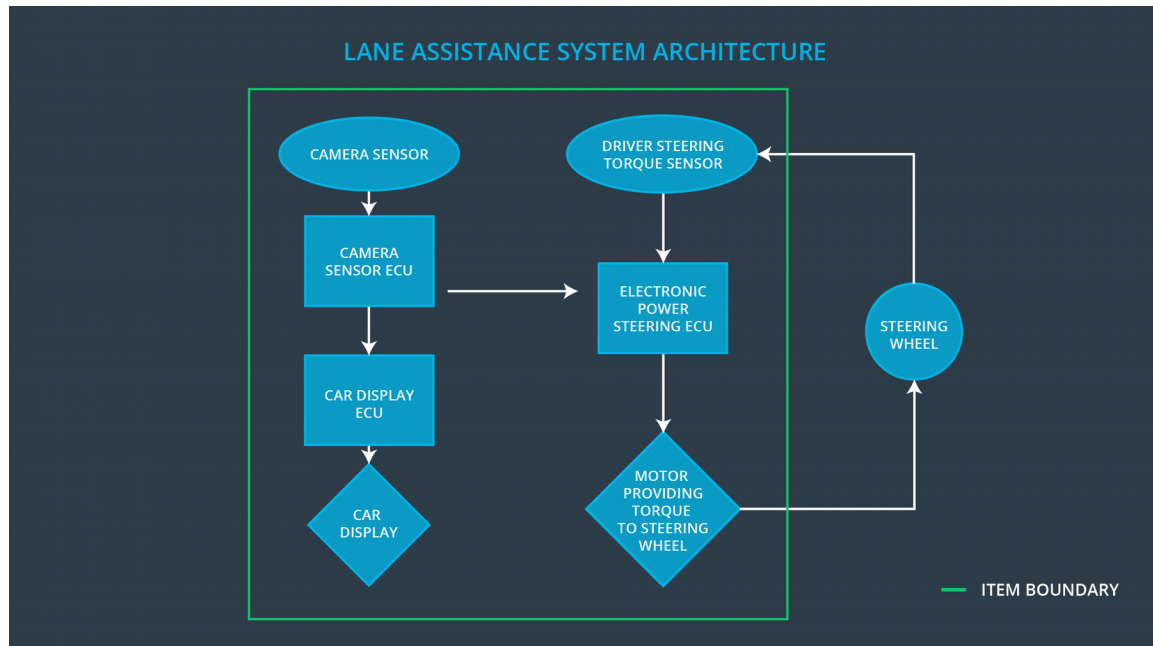 LANE ASSISTANCE SYSTEM ARCHITECTURE
CAMERA SENSOR
CAMERA
SENSOR ECU
CAR DISPLAY
ECU
CAR
DISPLAY
DRIVER STEERING
TORQUE SENSOR
ELECTRONIC
POWER
STEERING ECU
MOTOR
PROVIDING
TORQUE
TO STEERING
WHEEL
STEERING
WHEEL
ITEM BOUNDARY